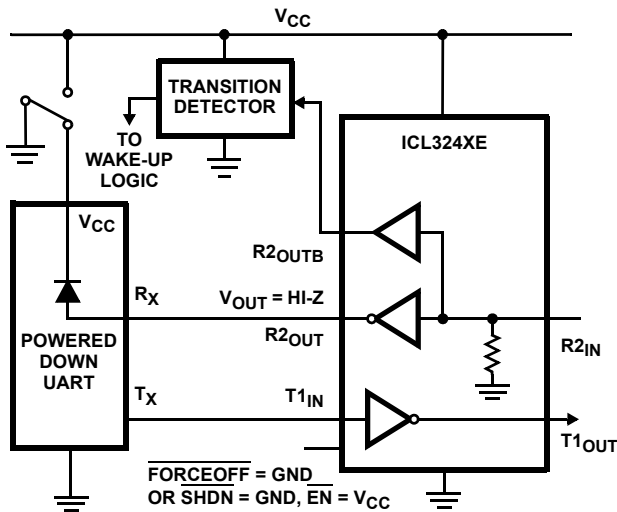 VCC
TRANSITION
DETECTOR
TO
WAKE-UP
LOGIC
ICL324XE
VCC
R2OUTB
RX
VOUT = HI-Z
POWERED
DOWN
UART
R2OUT
R2IN
TX
T1IN
T1OUT
FORCEOFF = GND
OR SHDN = GND, EN = VCC